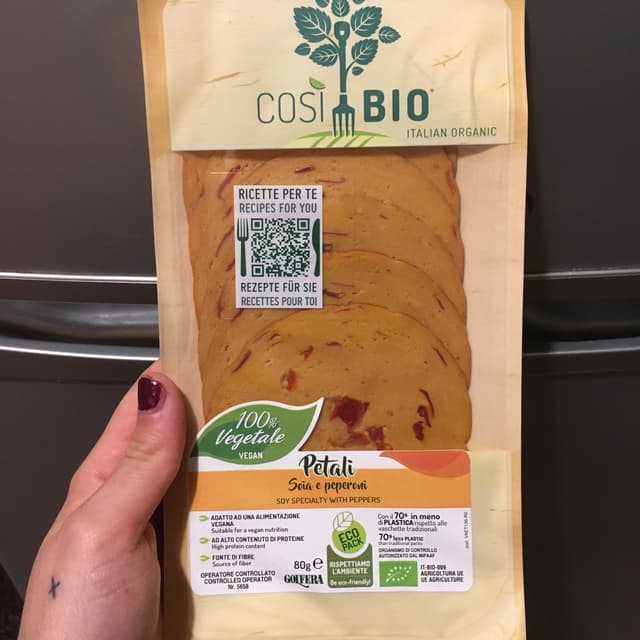 COSÌ BIO®
ITALIAN ORGANIC
RICETTE PER TE
RECIPES FOR YOU
REZEPTE FÜR SIE
RECETTES POUR TOI
100%
Vegetale
VEGAN
Petali
Soia e peperoni
SOY SPECIALTY WITH PEPPERS
ADATTO AD UNA ALIMENTAZIONE
VEGANA
Suitable for a vegan nutrition
AD ALTO CONTENUTO DI PROTEINE
High protein content
FONTE DI FIBRE
Source of fiber
OPERATORE CONTROLLATO
CONTROLLED OPERATOR
Nr. 5658
80g e
GOLFERA
ECO
PACK
RISPETTIAMO
L'AMBIENTE
Be eco-friendly!
Con il 70% in meno
di PLASTICA rispetto alle
vaschette tradizionali
70% less PLASTIC
than traditional packs
ORGANISMO DI CONTROLLO
AUTORIZZATO DAL MIPAAF
IT-BIO-009
AGRICOLTURA UE
UE AGRICULTURE